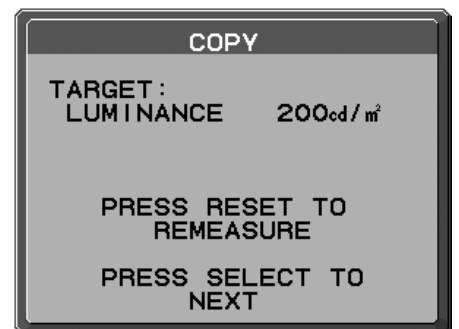 COPY
TARGET:
LUMINANCE 200cd/㎡
PRESS RESET TO
REMEASURE
PRESS SELECT TO
NEXT